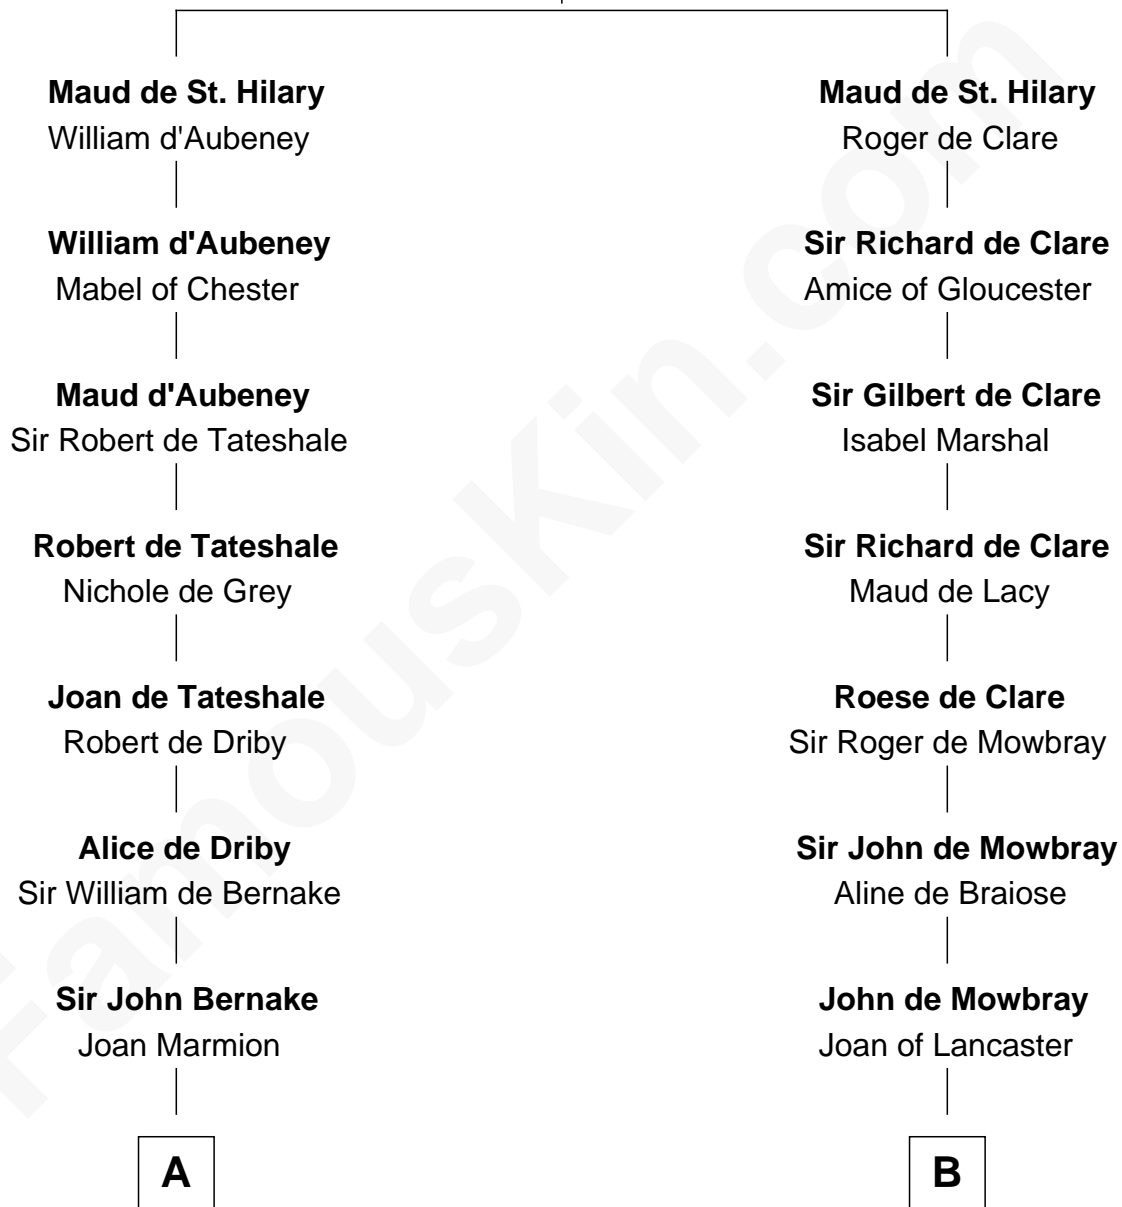 Maud de St. Hilary
William d'Aubeney
William d'Aubeney
Mabel of Chester
Maud d'Aubeney
Sir Robert de Tateshale
Robert de Tateshale
Nichole de Grey
Joan de Tateshale
Robert de Driby
Alice de Driby
Sir William de Bernake
Sir John Bernake
Joan Marmion
A
Maud de St. Hilary
Roger de Clare
Sir Richard de Clare
Amice of Gloucester
Sir Gilbert de Clare
Isabel Marshal
Sir Richard de Clare
Maud de Lacy
Roese de Clare
Sir Roger de Mowbray
Sir John de Mowbray
Aline de Braiose
John de Mowbray
Joan of Lancaster
B
FamousKin.com